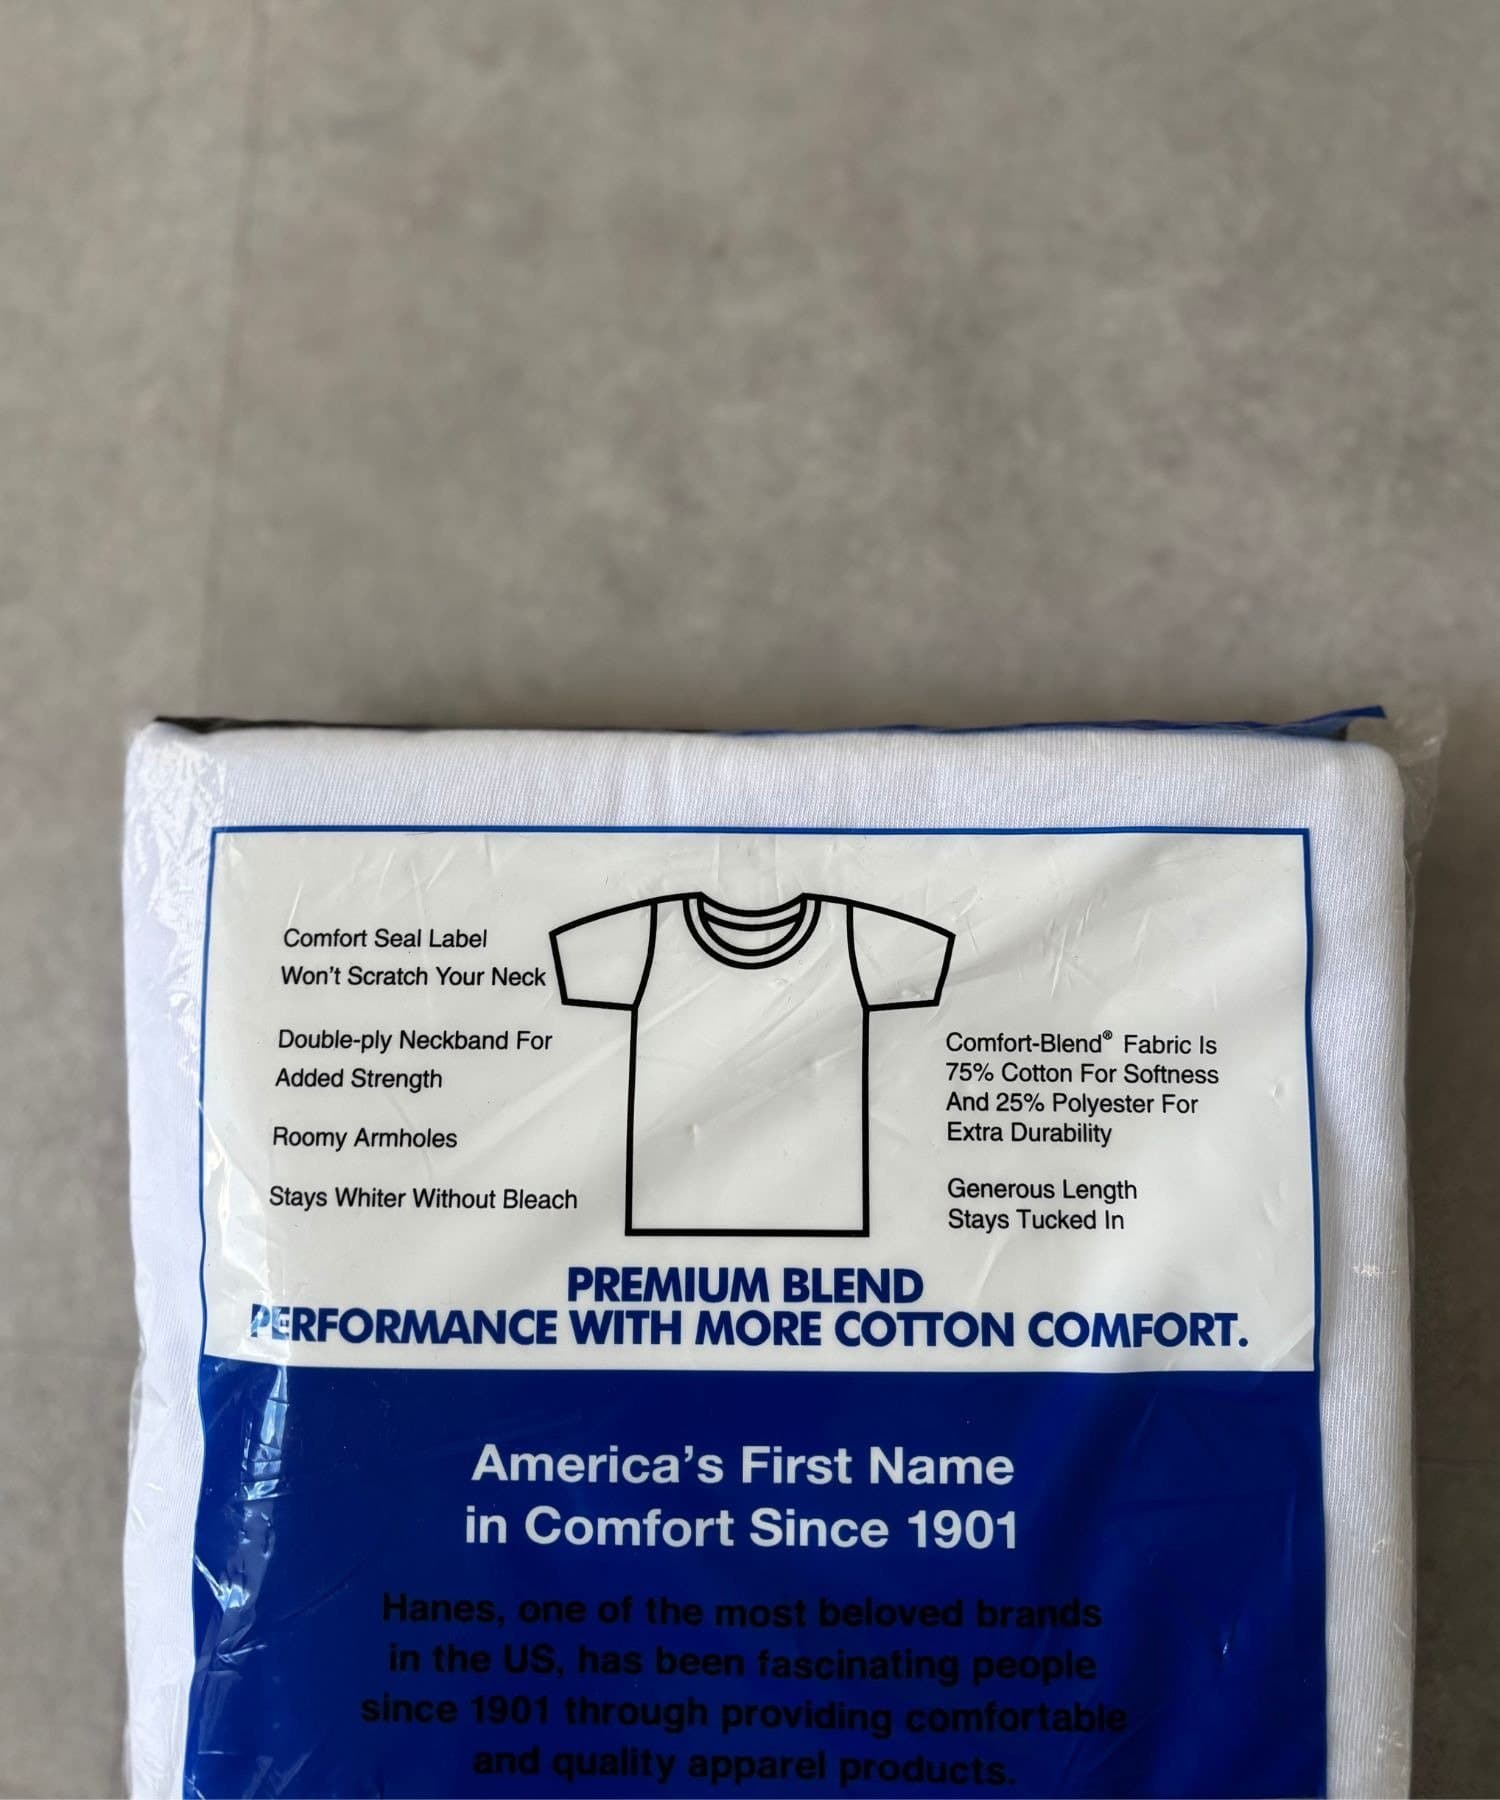 Comfort Seal Label
Won't Scratch Your Neck
Double-ply Neckband For
Added Strength
Roomy Armholes
Stays Whiter Without Bleach
Comfort-Blend® Fabric Is
75% Cotton For Softness
And 25% Polyester For
Extra Durability
Generous Length
Stays Tucked In
PREMIUM BLEND
PERFORMANCE WITH MORE COTTON COMFORT.
America's First Name
in Comfort Since 1901
Hanes, one of the most beloved brands
in the US, has been fascinating people
since 1901 through providing comfortable
and quality apparel products.